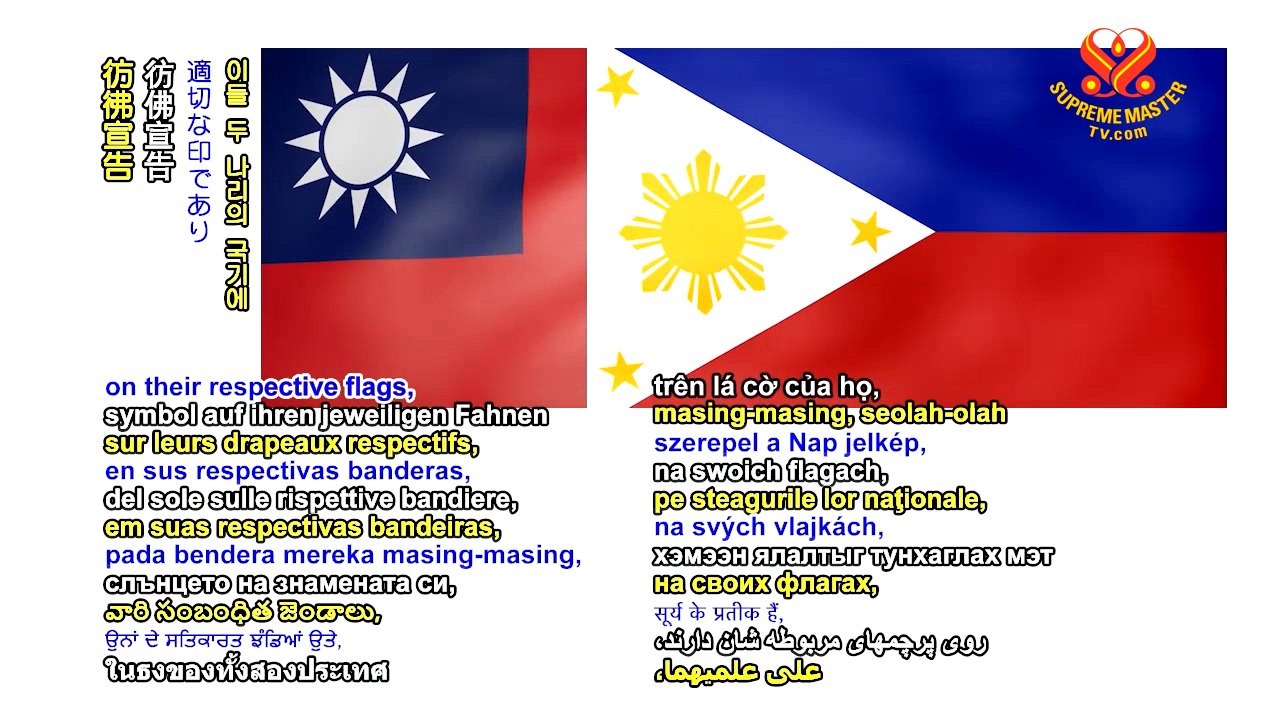 彷彿宣告
彷佛宣告
適切な印であり
이들 두 나라의 국기에
SUPREME MASTER
TV.com
on their respective flags,
symbol auf ihren jeweiligen Fahnen
sur leurs drapeaux respectifs,
en sus respectivas banderas,
del sole sulle rispettive bandiere,
em suas respectivas bandeiras,
pada bendera mereka masing-masing,
слънцето на знамената си,
వారి సంబంధిత జెండాలు,
ਉਨਾਂ ਦੇ ਸਤਿਕਾਰਤ ਝੰਡਿਆਂ ਉਤੇ,
ในธงของทั้งสองประเทศ
trên lá cờ của họ,
masing-masing, seolah-olah
szerepel a Nap jelkép,
na swoich flagach,
pe steagurile lor naţionale,
na svých vlajkách,
хэмээн ялалтыг тунхаглах мэт
на своих флагах,
सूर्य के प्रतीक हैं,
روی پرچمهای مربوطه شان دارند،
على علميهما،